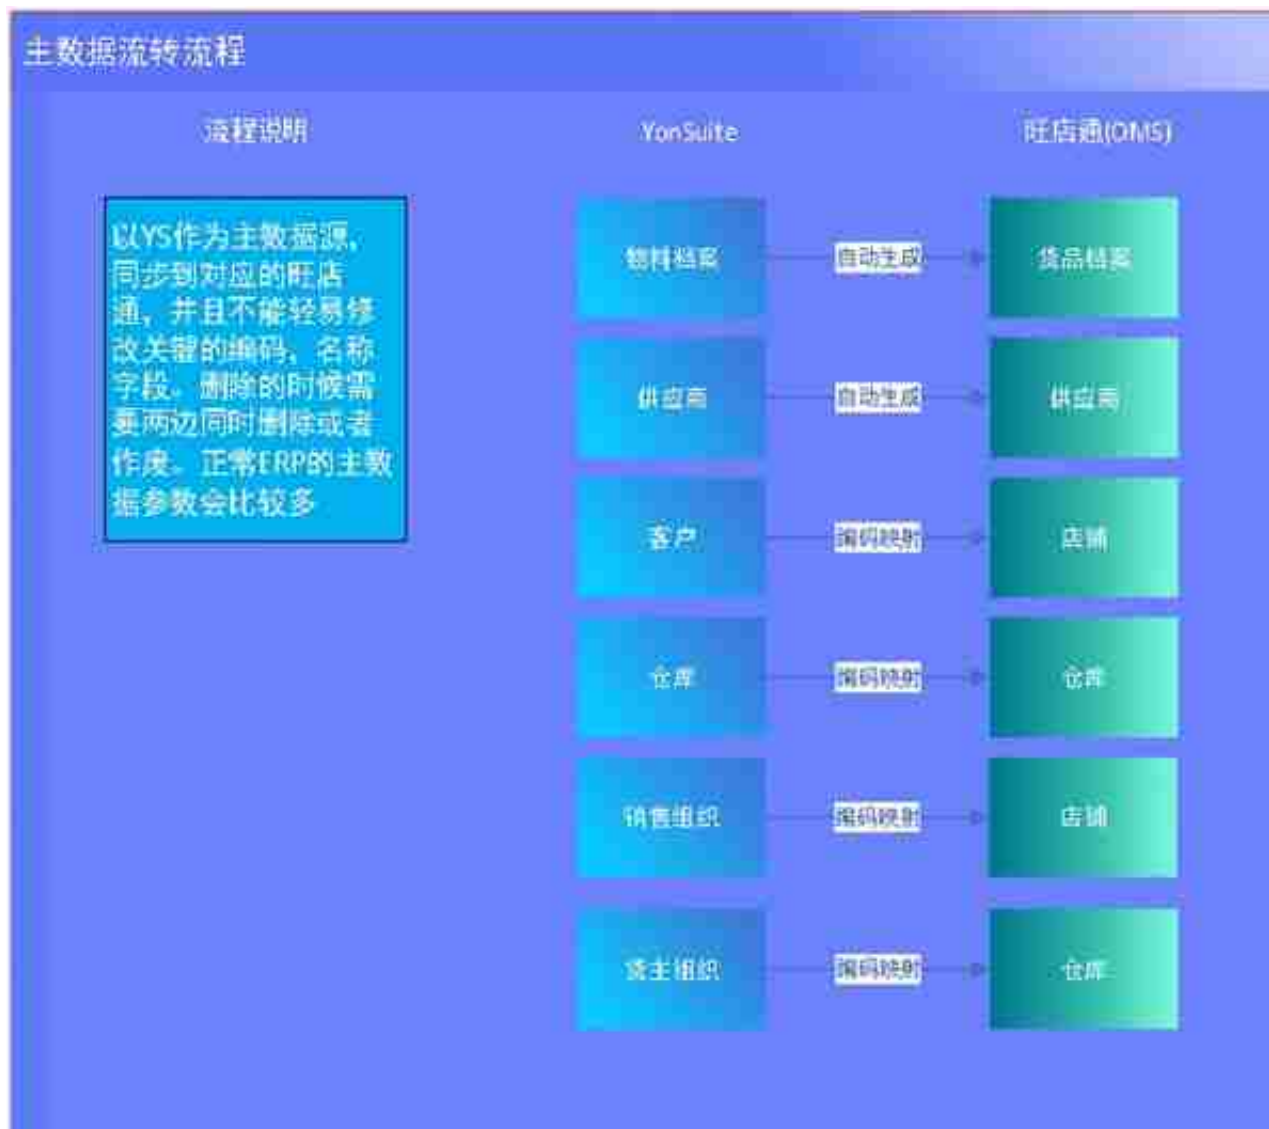 主数据流转流程
流程说明
YonSuite
旺店通(OMS)
以YS作为主数据源，
同步到对应的旺店
通，并且不能轻易修
改关键的编码、名称
字段。删除的时候需
要两边同时删除或者
作废。正常ERP的主数
据参数会比较多
物料档案
自动生成
货品档案
供应商
自动生成
供应商
客户
编码映射
店铺
仓库
编码映射
仓库
销售组织
编码映射
店铺
货主组织
编码映射
仓库